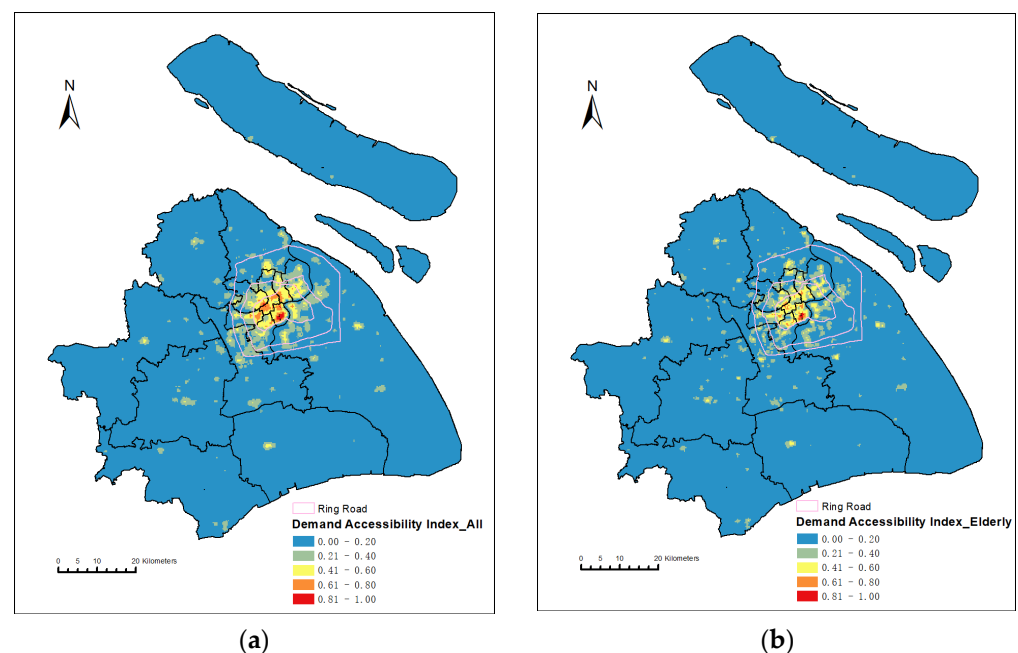 N
Ring Road
Demand Accessibility Index_All
0.00 - 0.20
0.21 - 0.40
0.41 - 0.60
0.61 - 0.80
0.81 - 1.00
0 5 10 20 Kilometers
(a)
N
Ring Road
Demand Accessibility Index_Elderly
0.00 - 0.20
0.21 - 0.40
0.41 - 0.60
0.61 - 0.80
0.81 - 1.00
0 5 10 20 Kilometers
(b)